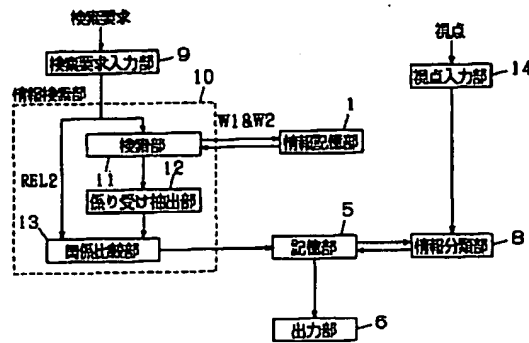 検索要求
視点
検索要求入力部
9
視点入力部
14
情報検索部
10
W1&W2
1
検索部
情報記憶部
REL2
11
12
係り受け抽出部
13
5
関係比較部
記憶部
情報分類部
8
出力部
6